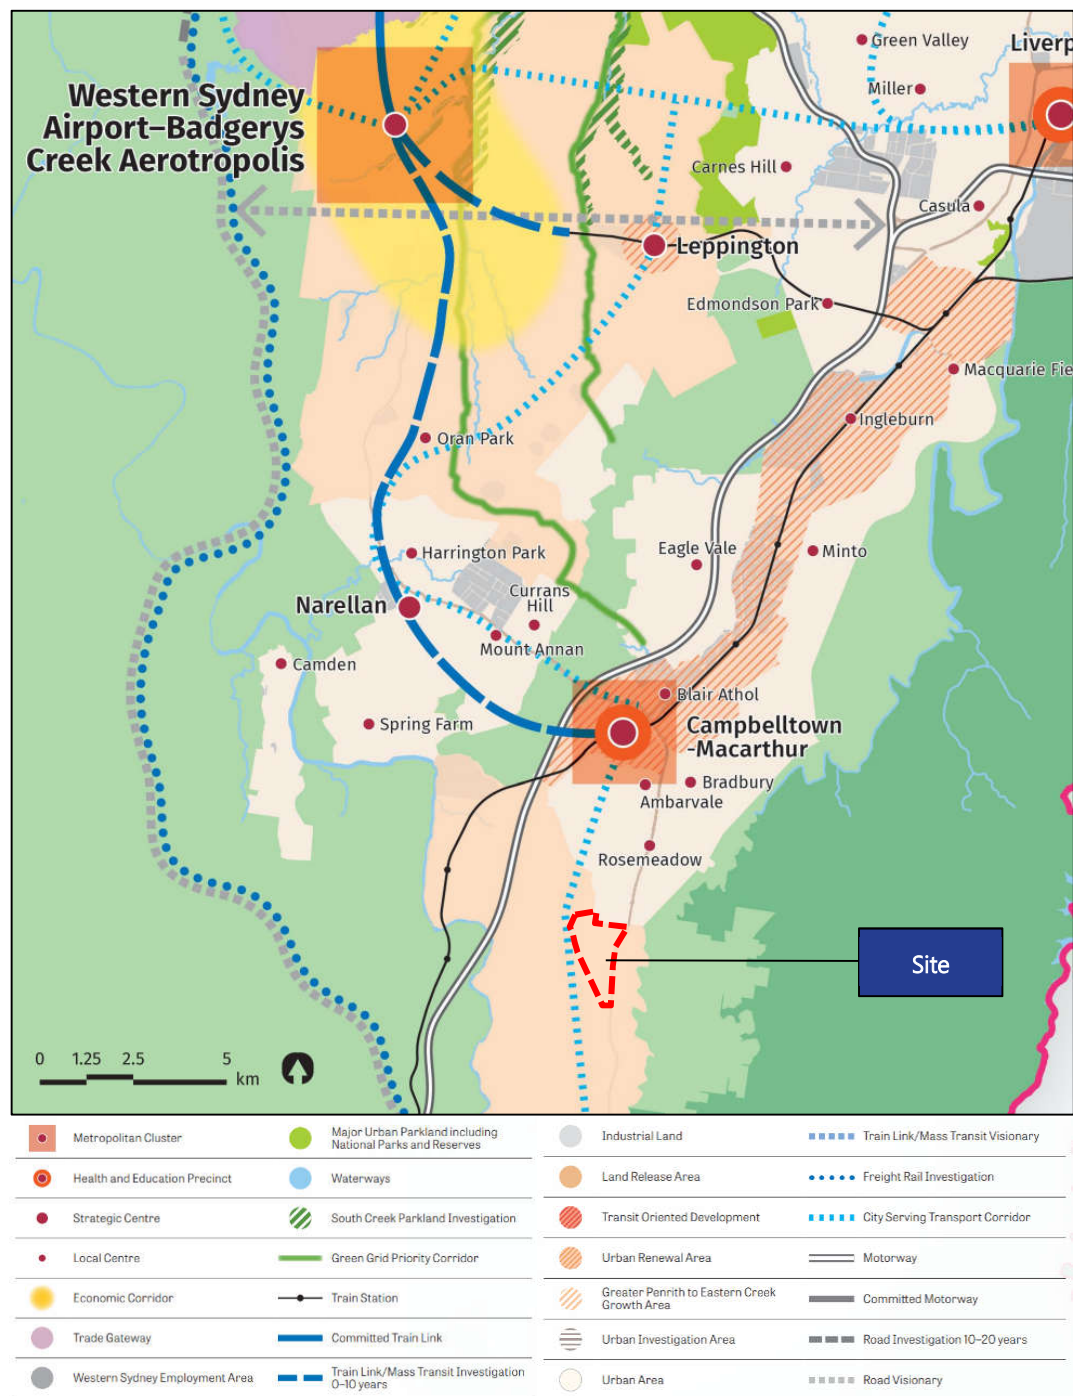 Green Valley
Liverp
Miller
Western Sydney
Airport–Badgerys
Creek Aerotropolis
Carnes Hill
Casula
Leppington
Edmondson Park
Macquarie Fie
Ingleburn
Oran Park
Harrington Park
Eagle Vale
Minto
Currans
Hill
Narellan
Mount Annan
Camden
Blair Athol
Spring Farm
Campbelltown
-Macarthur
Bradbury
Ambarvale
Rosemeadow
Site
0 1.25 2.5 5
km
Metropolitan Cluster
Health and Education Precinct
Strategic Centre
Local Centre
Economic Corridor
Trade Gateway
Western Sydney Employment Area
Major Urban Parkland including
National Parks and Reserves
Waterways
South Creek Parkland Investigation
Green Grid Priority Corridor
Train Station
Committed Train Link
Train Link/Mass Transit Investigation
0–10 years
Industrial Land
Land Release Area
Transit Oriented Development
Urban Renewal Area
Greater Penrith to Eastern Creek
Growth Area
Urban Investigation Area
Urban Area
Train Link/Mass Transit Visionary
Freight Rail Investigation
City Serving Transport Corridor
Motorway
Committed Motorway
Road Investigation 10–20 years
Road Visionary